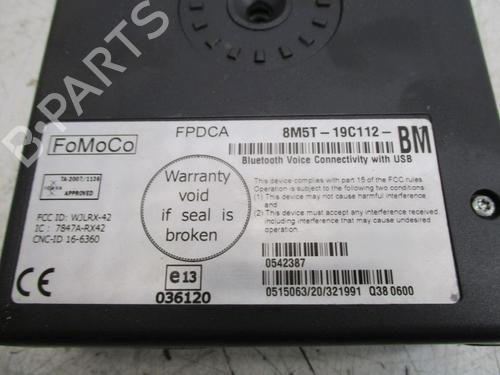 B-PARTS
FoMoCo
FPDCA
8M5T-19C112-BM
Bluetooth Voice Connectivity with USB
TA-2007/1126
APPROVED
Warranty
void
if seal is
broken
This device complies with part 15 of the FCC rules.
Operation is subject to the following two conditions:
(1) This device may not cause harmful interference
and
(2) This device must accept any interference received,
including interference that may cause undesired
operation.
FCC ID: WJLRX-42
IC : 7847A-RX42
CNC-ID 16-6360
CE
e13
036120
0542387
0515063/20/321991 Q38 0600